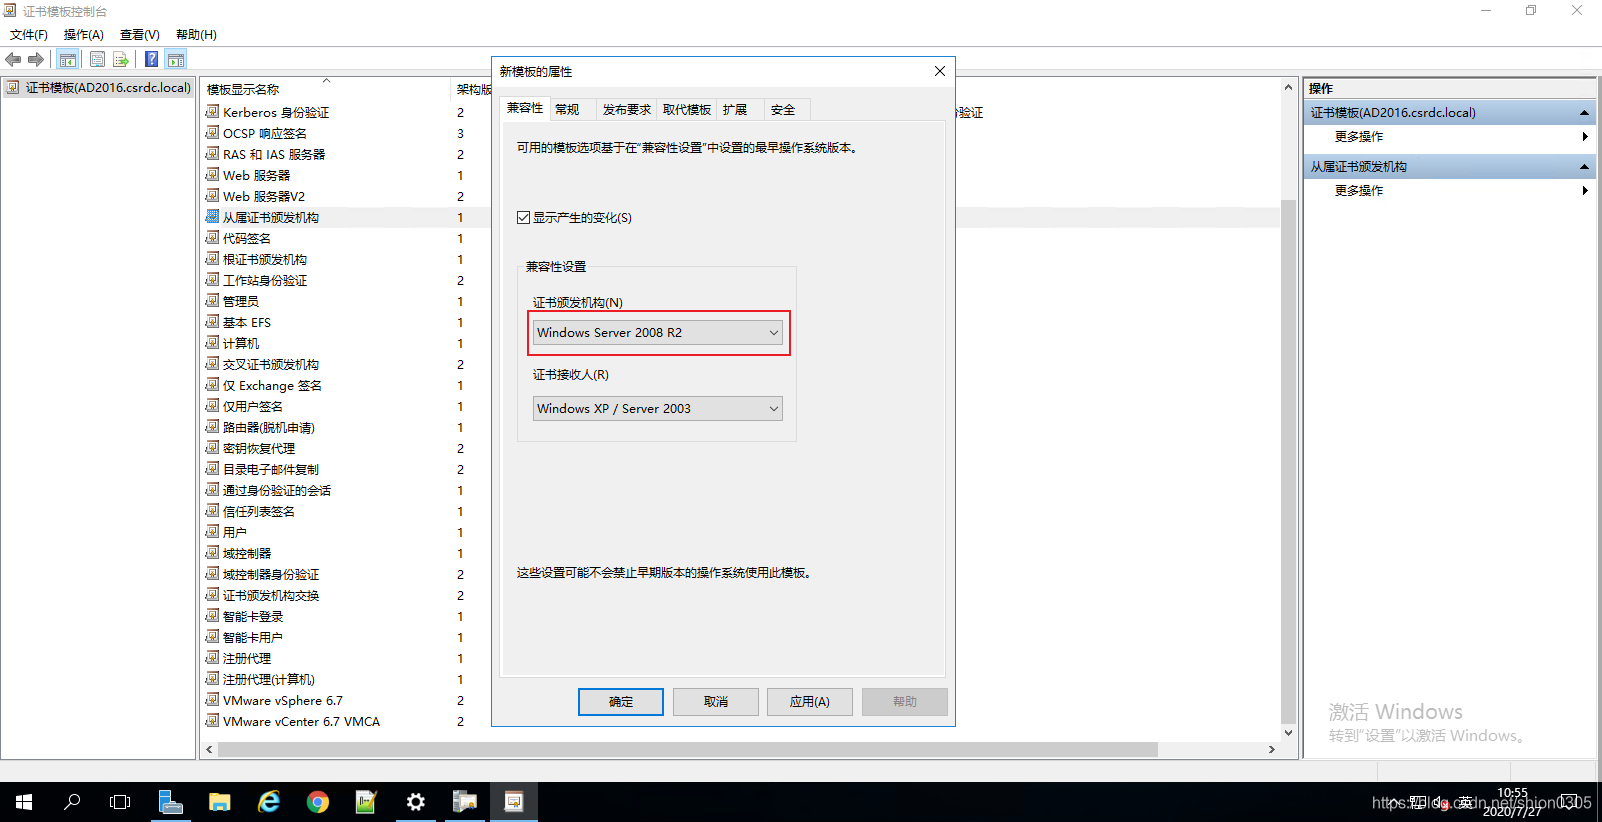 证书模板控制台
文件(F) 操作(A) 查看(V) 帮助(H)
证书模板(AD2016.csrdc.local)
模板显示名称 架构版
Kerberos 身份验证 2
OCSP 响应签名 3
RAS 和 IAS 服务器 2
Web 服务器 1
Web 服务器V2 2
从属证书颁发机构 1
代码签名 1
根证书颁发机构 1
工作站身份验证 2
管理员 1
基本 EFS 1
计算机 1
交叉证书颁发机构 2
仅 Exchange 签名 1
仅用户签名 1
路由器(脱机申请) 1
密钥恢复代理 2
目录电子邮件复制 2
通过身份验证的会话 1
信任列表签名 1
用户 1
域控制器 1
域控制器身份验证 2
证书颁发机构交换 2
智能卡登录 1
智能卡用户 1
注册代理 1
注册代理(计算机) 1
VMware vSphere 6.7 2
VMware vCenter 6.7 VMCA 2
新模板的属性
兼容性 常规 发布要求 取代模板 扩展 安全
可用的模板选项基于在"兼容性设置"中设置的最早操作系统版本。
显示产生的变化(S)
兼容性设置
证书颁发机构(N)
Windows Server 2008 R2
证书接收人(R)
Windows XP / Server 2003
这些设置可能不会禁止早期版本的操作系统使用此模板。
确定 取消 应用(A) 帮助
验证
操作
证书模板(AD2016.csrdc.local)
更多操作
从属证书颁发机构
更多操作
激活 Windows
转到"设置"以激活 Windows。
英
10:55
2020/7/27
https://blog.csdn.net/shion0305